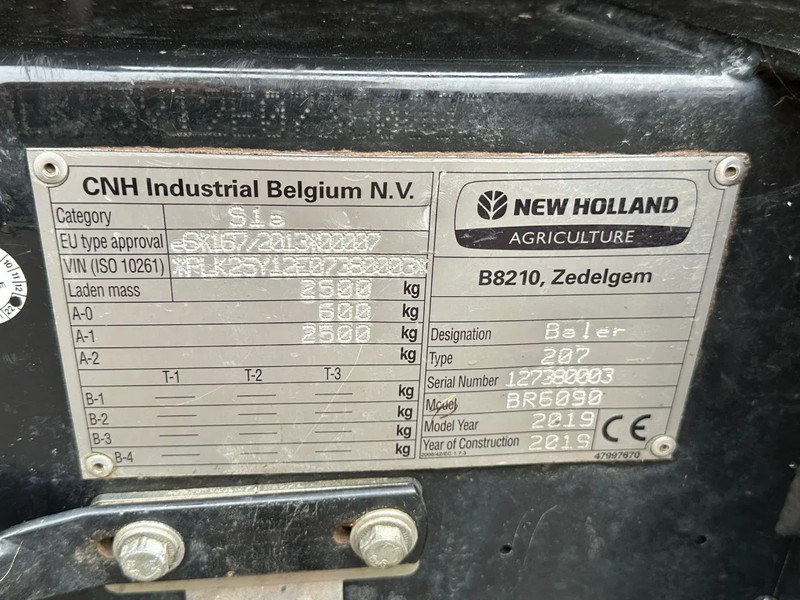 CNH Industrial Belgium N.V.
Category S1a
EU type approval
VIN (ISO 10261)
Laden mass 2500 kg
A-0 600 kg
A-1 2500 kg
A-2 kg
T-1 T-2 T-3
B-1 kg
B-2 kg
B-3 kg
B-4 kg
NEW HOLLAND
AGRICULTURE
B8210, Zedelgem
Designation Baler
Type 207
Serial Number 127380003
Model BR6090
Model Year 2019
Year of Construction 2019
CE
47997670